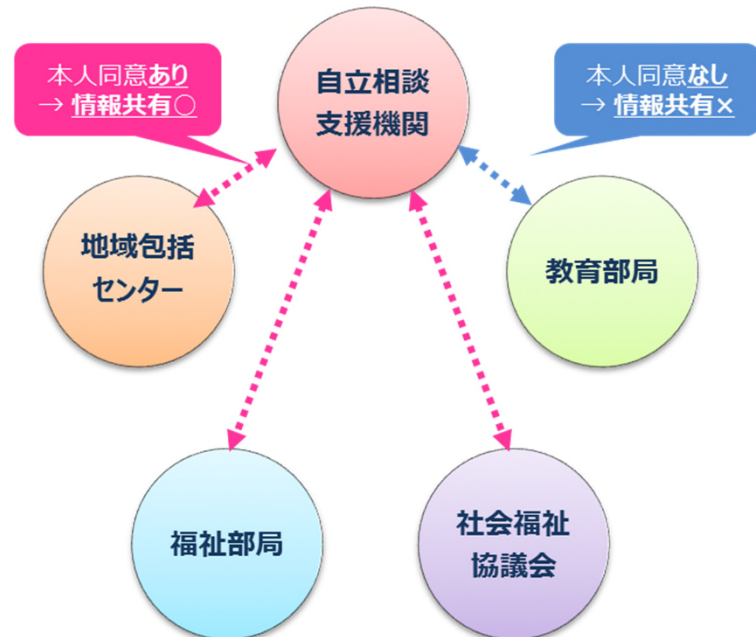 本人同意あり
→ 情報共有○
自立相談
支援機関
本人同意なし
→ 情報共有×
地域包括
センター
教育部局
福祉部局
社会福祉
協議会